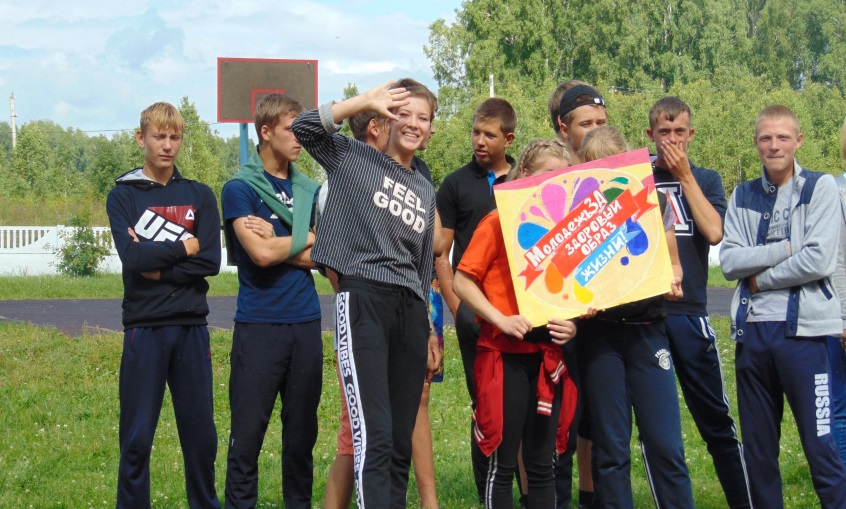 UFC
FEEL
GOOD
GOOD VIBES GOOD VIBES
Молодежь ЗА
ЗДОРОВЫЙ
ОБРАЗ
ЖИЗНИ!
RUSSIA